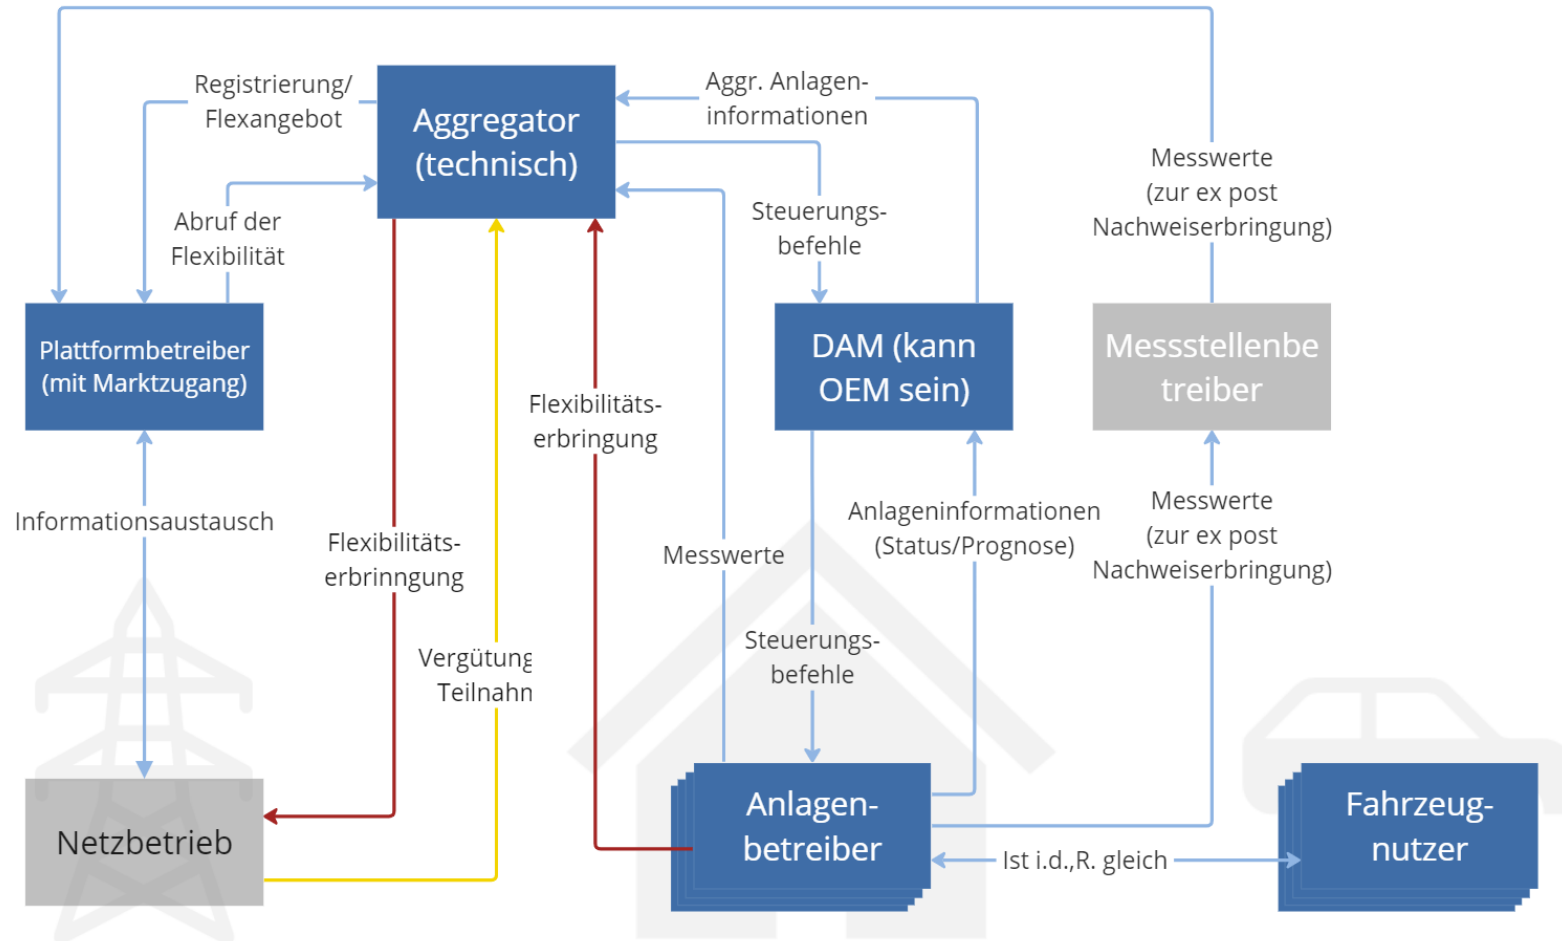 Registrierung/
Flexangebot
Aggregator
(technisch)
Aggr. Anlagen-
informationen
Abruf der
Flexibilität
Steuerungs-
befehle
Messwerte
(zur ex post
Nachweiserbringung)
Plattformbetreiber
(mit Marktzugang)
DAM (kann
OEM sein)
Messstellenbe
treiber
Flexibilitäts-
erbringung
Informationsaustausch
Flexibilitäts-
erbrinngung
Messwerte
Anlageninformationen
(Status/Prognose)
Messwerte
(zur ex post
Nachweiserbringung)
Vergütung
Teilnahm
Steuerungs-
befehle
Netzbetrieb
Anlagen-
betreiber
Ist i.d.,R. gleich
Fahrzeug-
nutzer